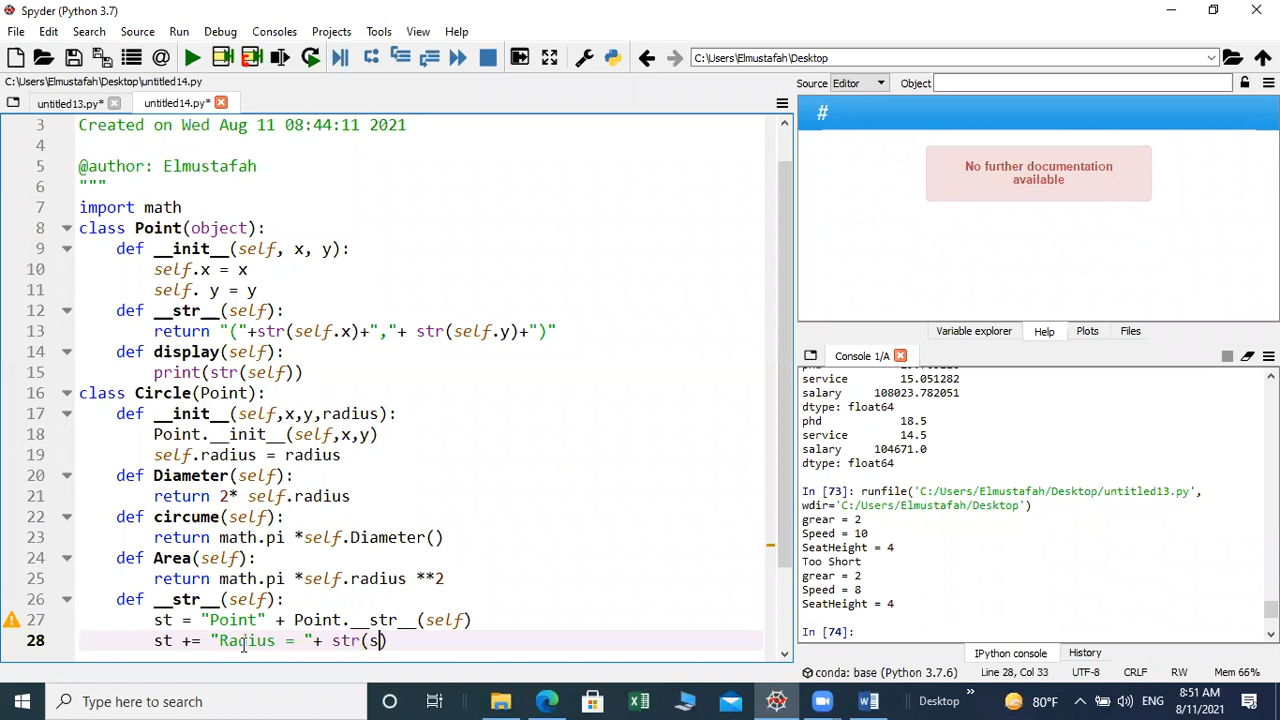 Spyder (Python 3.7)
File Edit Search Source Run Debug Consoles Projects Tools View Help
C:\Users\Elmustafah\Desktop
C:\Users\Elmustafah\Desktop\untitled14.py
Source Editor Object
untitled13.py* untitled14.py*
#
No further documentation
available
3 Created on Wed Aug 11 08:44:11 2021
4
5 @author: Elmustafah
6 """
7 import math
8 class Point(object):
9 def __init__(self, x, y):
10 self.x = x
11 self. y = y
12 def __str__(self):
13 return "("+str(self.x)+","+ str(self.y)+")"
14 def display(self):
15 print(str(self))
16 class Circle(Point):
17 def __init__(self,x,y,radius):
18 Point.__init__(self,x,y)
19 self.radius = radius
20 def Diameter(self):
21 return 2* self.radius
22 def circume(self):
23 return math.pi *self.Diameter()
24 def Area(self):
25 return math.pi *self.radius **2
26 def __str__(self):
27 st = "Point" + Point.__str__(self)
28 st += "Radius = "+ str(s)
Variable explorer Help Plots Files
Console 1/A
service 15.051282
salary 108023.782051
dtype: float64
phd 18.5
service 14.5
salary 104671.0
dtype: float64
In [73]: runfile('C:/Users/Elmustafah/Desktop/untitled13.py',
wdir='C:/Users/Elmustafah/Desktop')
grear = 2
Speed = 10
SeatHeight = 4
Too Short
grear = 2
Speed = 8
SeatHeight = 4
In [74]:
IPython console History
conda: base (Python 3.7.6) Line 28, Col 33 UTF-8 CRLF RW Mem 66%
Type here to search
Desktop
80°F
ENG
8:51 AM
8/11/2021